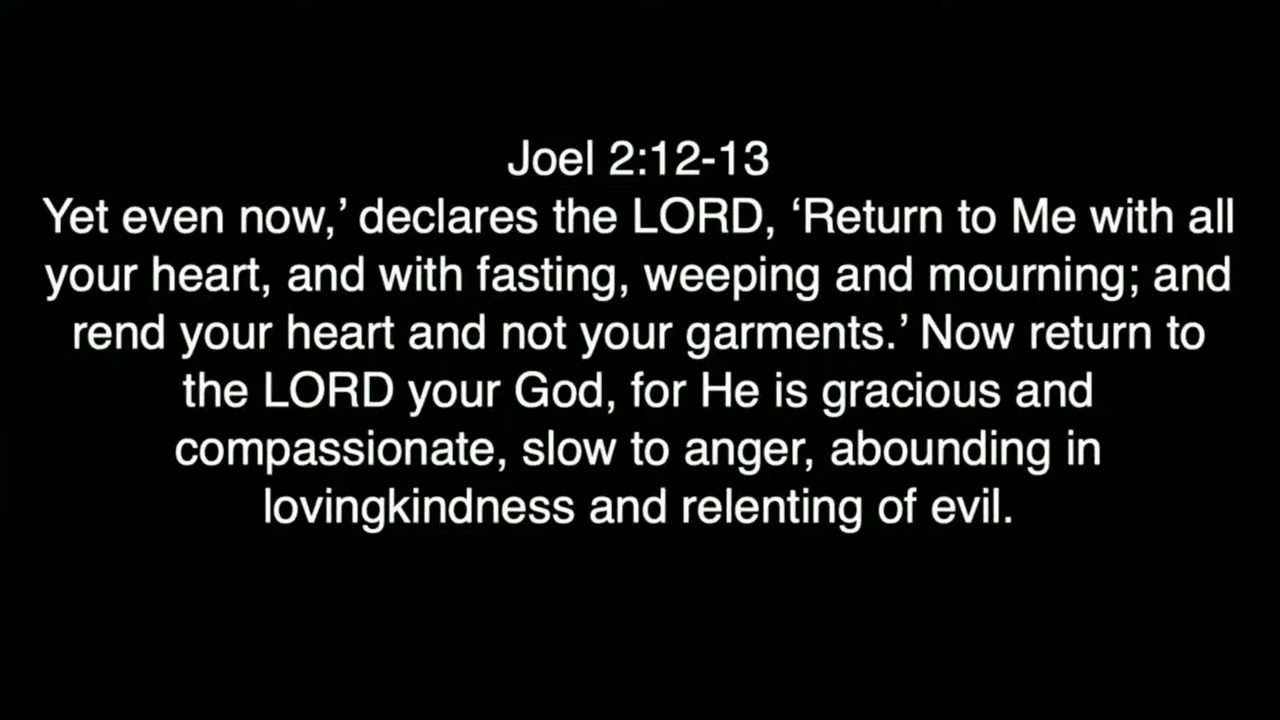 Joel 2:12-13
Yet even now,’ declares the LORD, ‘Return to Me with all
your heart, and with fasting, weeping and mourning; and
rend your heart and not your garments.’ Now return to
the LORD your God, for He is gracious and
compassionate, slow to anger, abounding in
lovingkindness and relenting of evil.